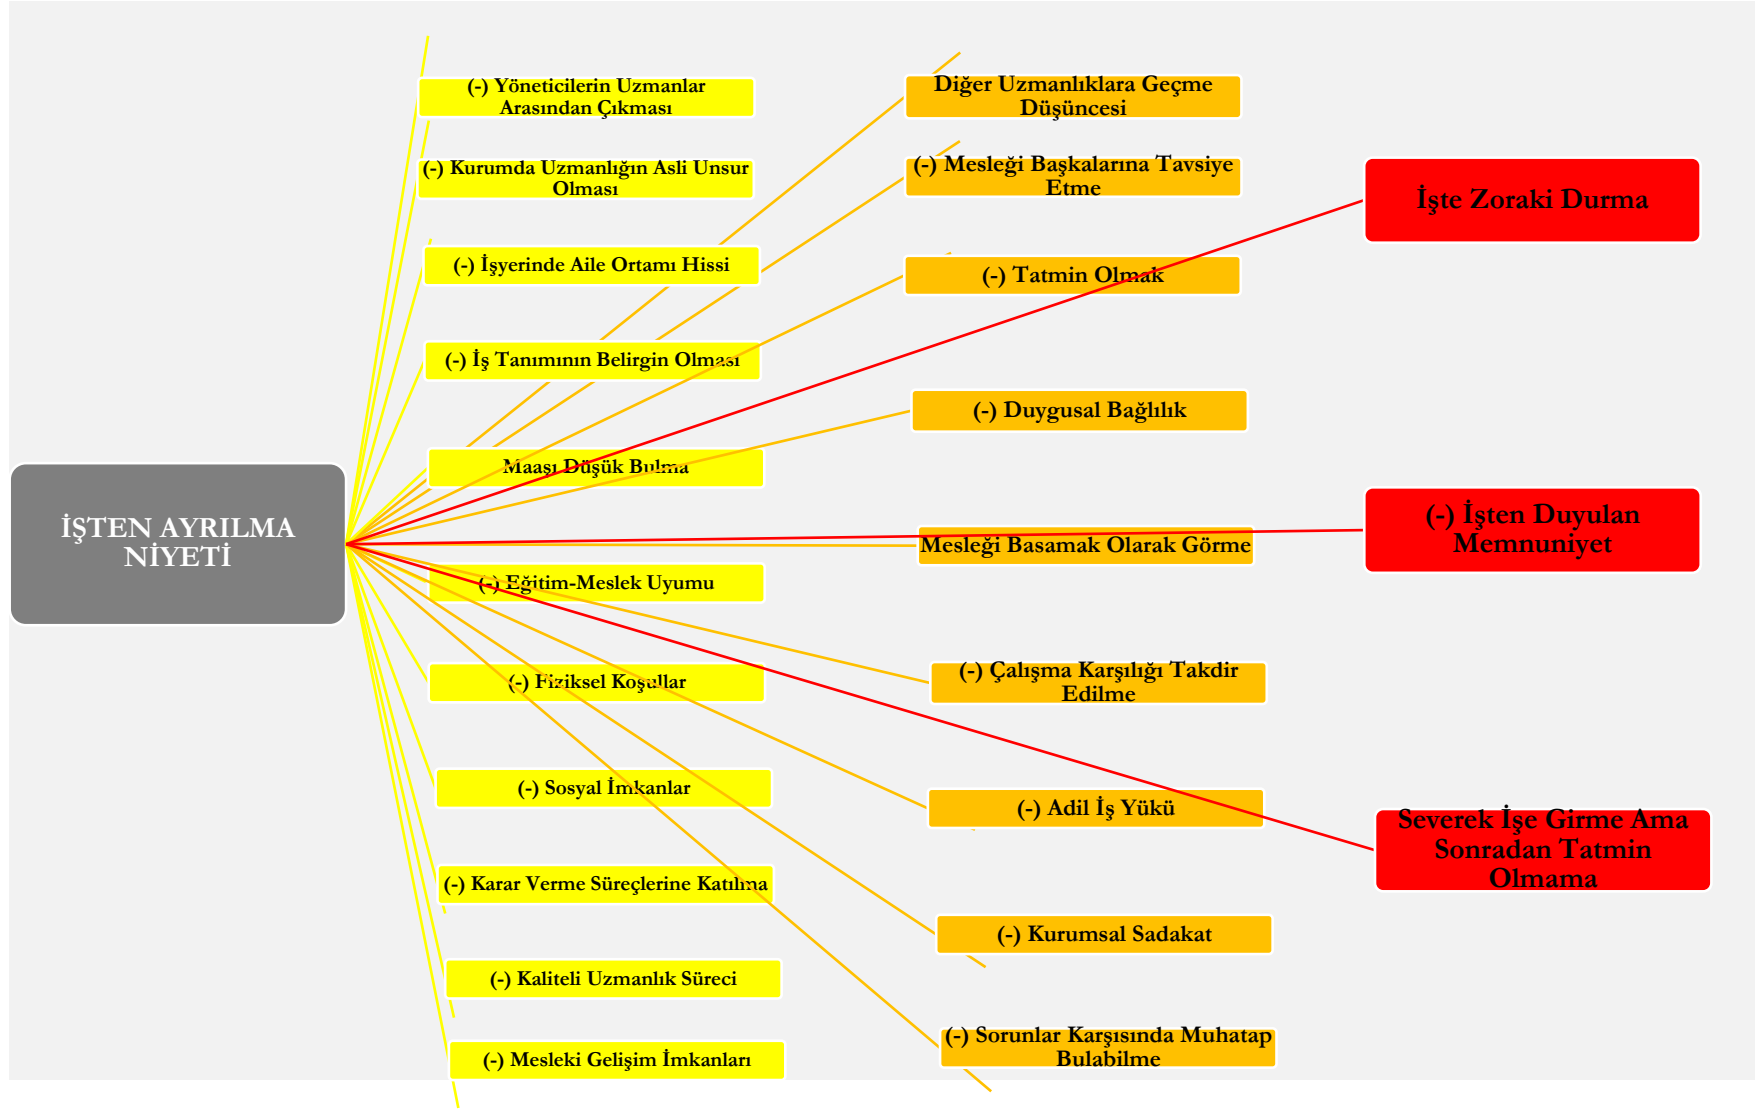 İŞTEN AYRILMA
NİYETİ
(-) Yöneticilerin Uzmanlar
Arasından Çıkması
(-) Kurumda Uzmanlığın Asli Unsur
Olması
(-) İşyerinde Aile Ortamı Hissi
(-) İş Tanımının Belirgin Olması
Maaşı Düşük Bulma
(-) Eğitim-Meslek Uyumu
(-) Fiziksel Koşullar
(-) Sosyal İmkanlar
(-) Karar Verme Süreçlerine Katılma
(-) Kaliteli Uzmanlık Süreci
(-) Mesleki Gelişim İmkanları
Diğer Uzmanlıklara Geçme
Düşüncesi
(-) Mesleği Başkalarına Tavsiye
Etme
(-) Tatmin Olmak
(-) Duygusal Bağlılık
Mesleği Basamak Olarak Görme
(-) Çalışma Karşılığı Takdir
Edilme
(-) Adil İş Yükü
(-) Kurumsal Sadakat
(-) Sorunlar Karşısında Muhatap
Bulabilme
İşte Zoraki Durma
(-) İşten Duyulan
Memnuniyet
Severek İşe Girme Ama
Sonradan Tatmin
Olmama